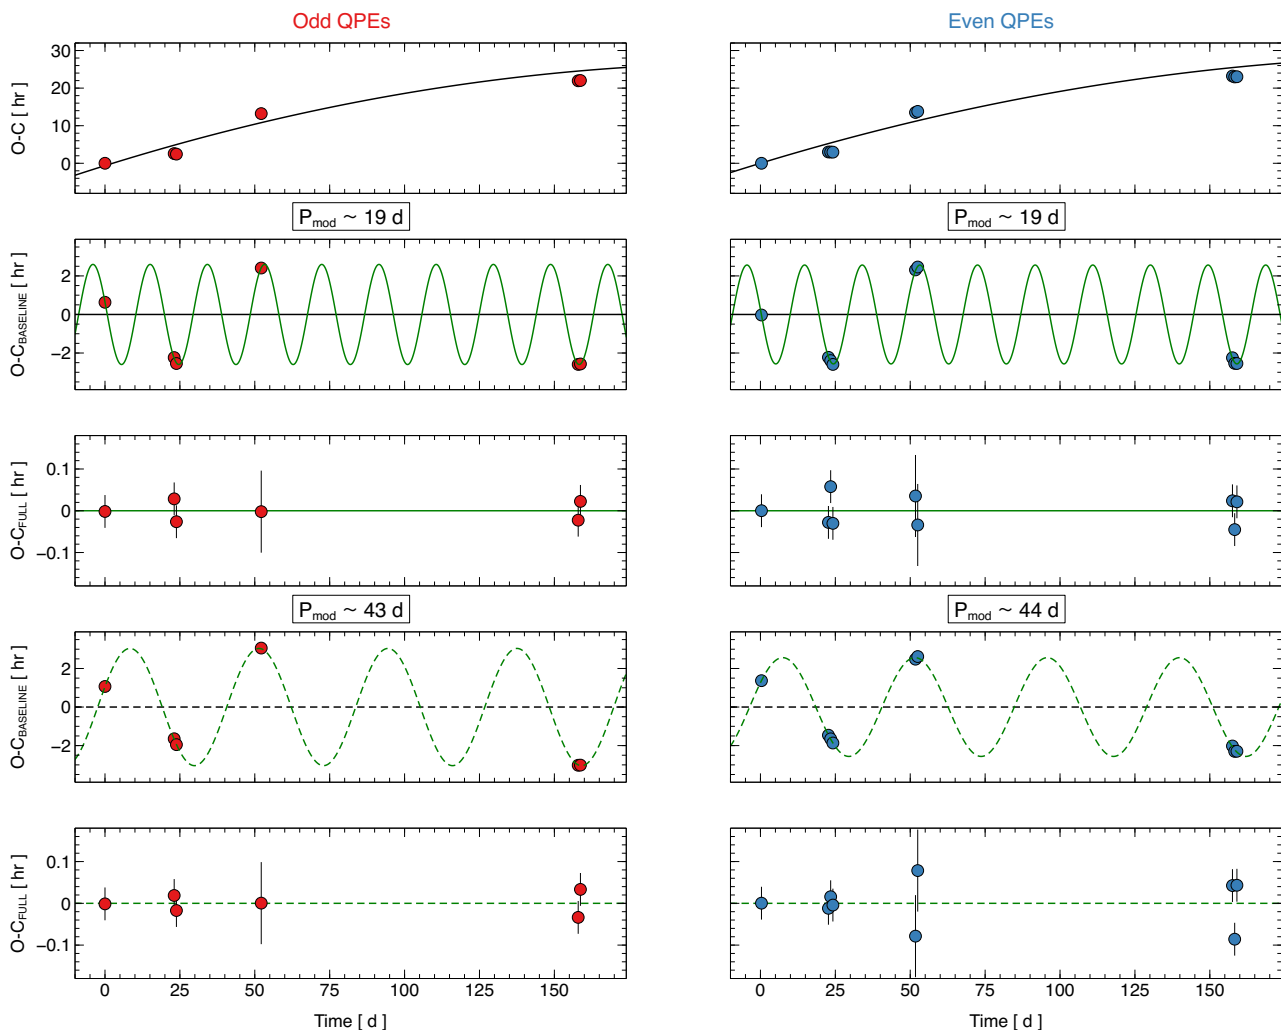 Odd QPEs
Even QPEs
O-C [ hr ]
30
20
10
0
P_mod ~ 19 d
P_mod ~ 19 d
O-C_BASELINE [ hr ]
2
0
−2
O-C_FULL [ hr ]
0.1
0
−0.1
P_mod ~ 43 d
P_mod ~ 44 d
O-C_BASELINE [ hr ]
2
0
−2
O-C_FULL [ hr ]
0.1
0
−0.1
0 25 50 75 100 125 150
0 25 50 75 100 125 150
Time [ d ]
Time [ d ]